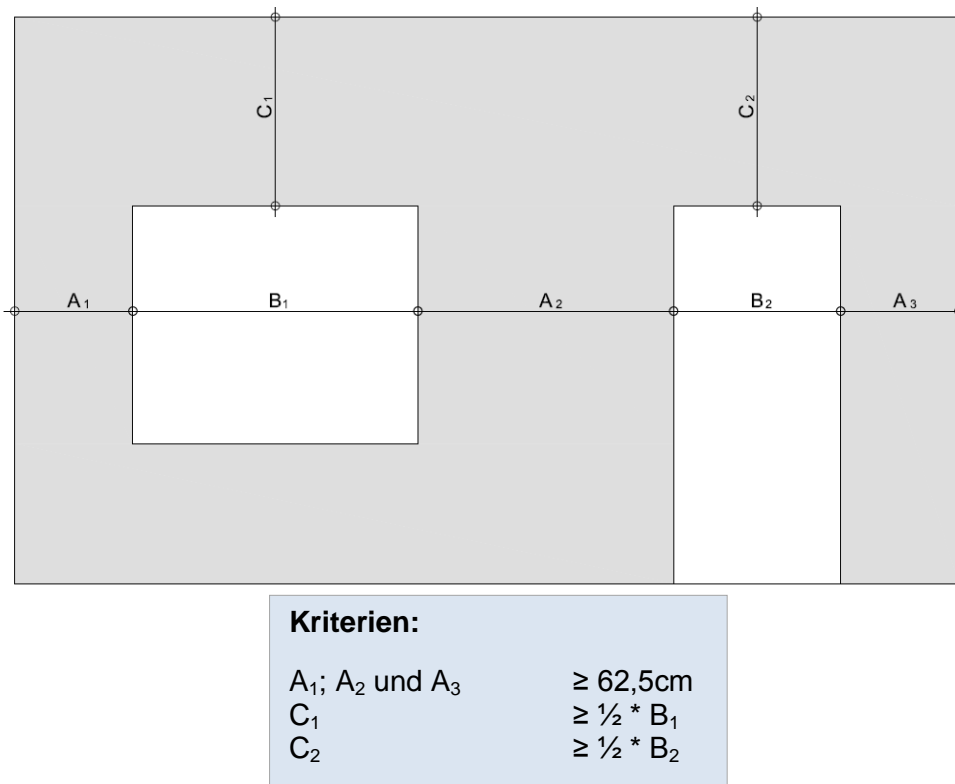 C₁ C₂
A₁ B₁ A₂ B₂ A₃
Kriterien:
A₁; A₂ und A₃ ≥ 62,5cm
C₁ ≥ ½ * B₁
C₂ ≥ ½ * B₂